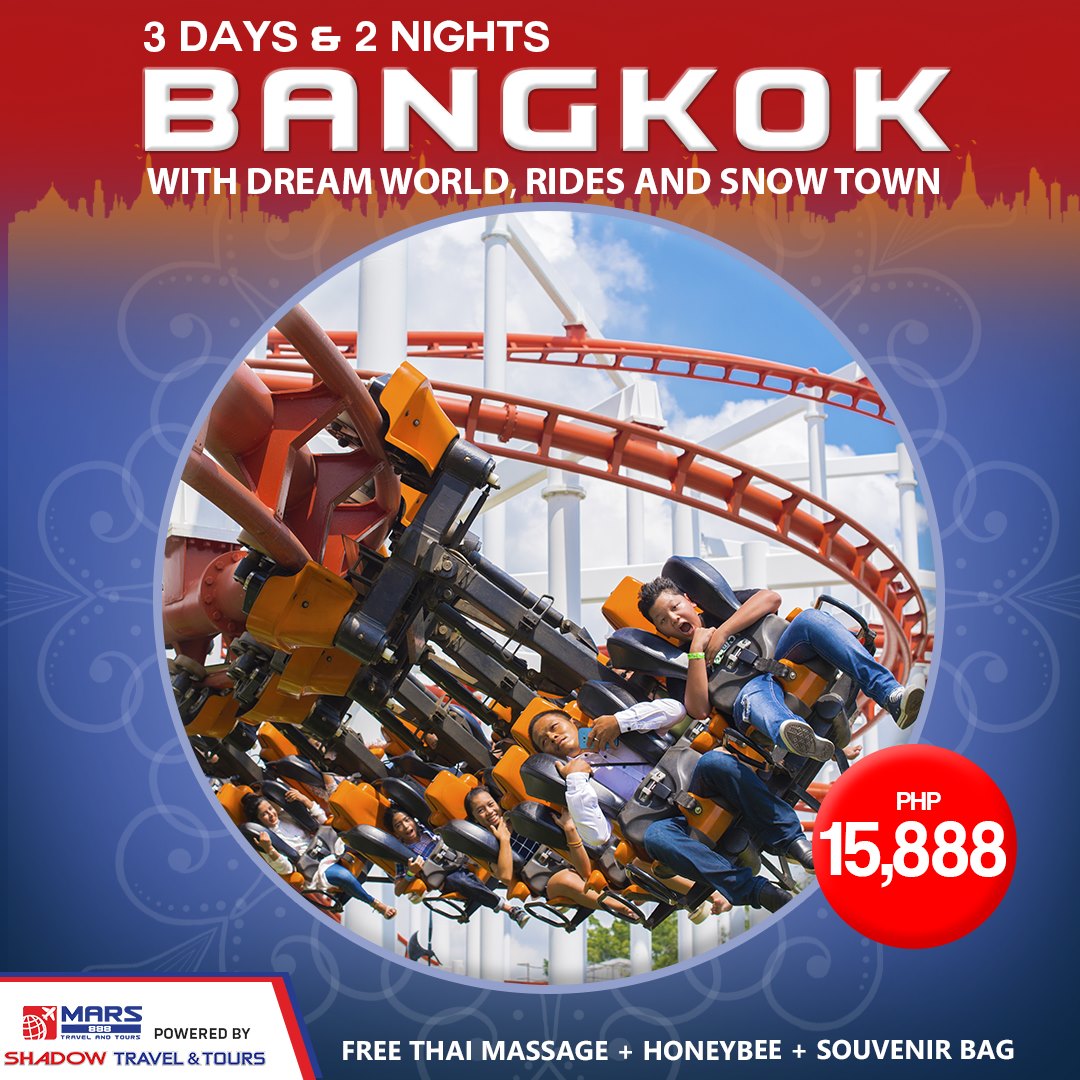 3 DAYS & 2 NIGHTS
BANGKOK
WITH DREAM WORLD, RIDES AND SNOW TOWN
PHP
15,888
MARS
888
TRAVEL AND TOURS
POWERED BY
SHADOW TRAVEL & TOURS
FREE THAI MASSAGE + HONEYBEE + SOUVENIR BAG